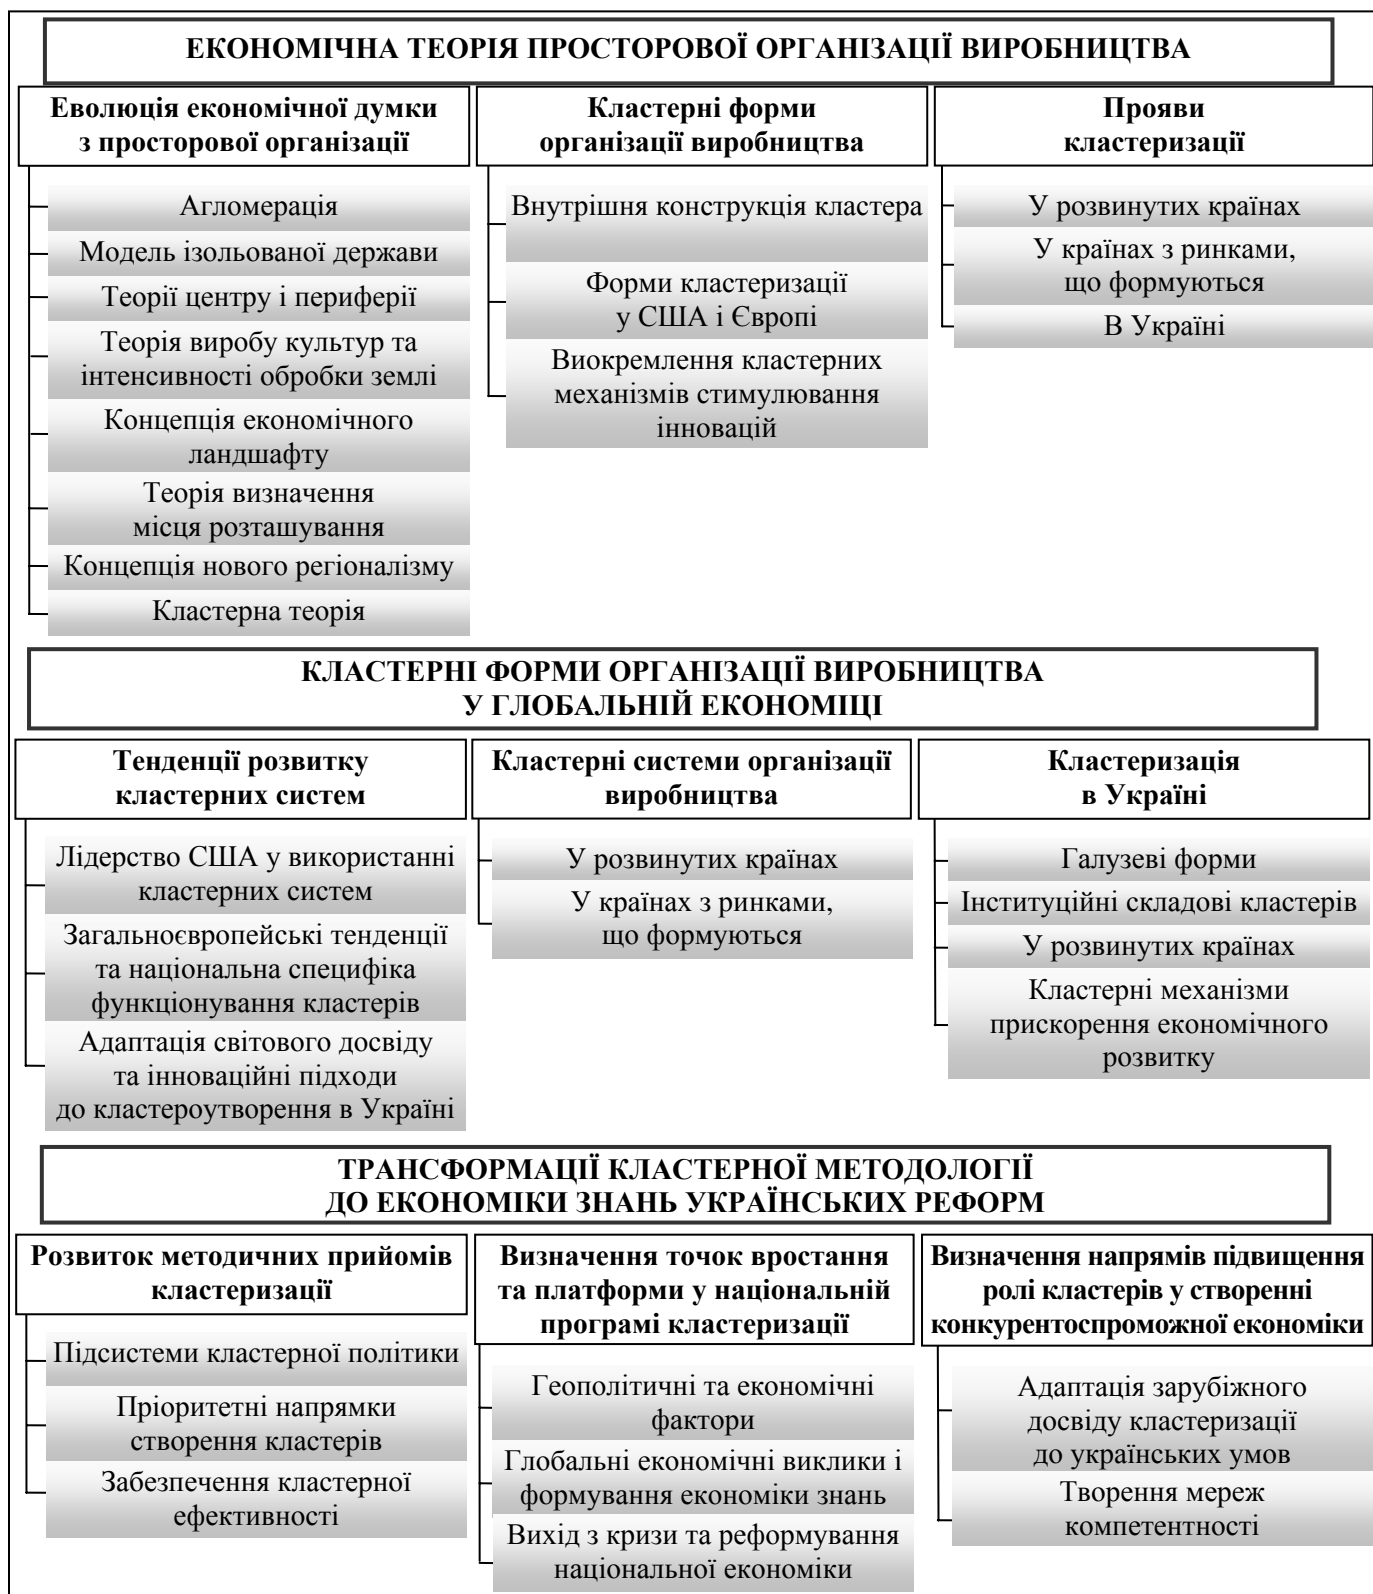 ЕКОНОМІЧНА ТЕОРІЯ ПРОСТОРОВОЇ ОРГАНІЗАЦІЇ ВИРОБНИЦТВА
Еволюція економічної думки
з просторової організації
Агломерація
Модель ізольованої держави
Теорії центру і периферії
Теорія виробу культур та
інтенсивності обробки землі
Концепція економічного
ландшафту
Теорія визначення
місця розташування
Концепція нового регіоналізму
Кластерна теорія
Кластерні форми
організації виробництва
Внутрішня конструкція кластера
Форми кластеризації
у США і Європі
Виокремлення кластерних
механізмів стимулювання
інновацій
Прояви
кластеризації
У розвинутих країнах
У країнах з ринками,
що формуються
В Україні
КЛАСТЕРНІ ФОРМИ ОРГАНІЗАЦІЇ ВИРОБНИЦТВА
У ГЛОБАЛЬНІЙ ЕКОНОМІЦІ
Тенденції розвитку
кластерних систем
Лідерство США у використанні
кластерних систем
Загальноєвропейські тенденції
та національна специфіка
функціонування кластерів
Адаптація світового досвіду
та інноваційні підходи
до кластероутворення в Україні
Кластерні системи організації
виробництва
У розвинутих країнах
У країнах з ринками,
що формуються
Кластеризація
в Україні
Галузеві форми
Інституційні складові кластерів
У розвинутих країнах
Кластерні механізми
прискорення економічного
розвитку
ТРАНСФОРМАЦІЇ КЛАСТЕРНОЇ МЕТОДОЛОГІЇ
ДО ЕКОНОМІКИ ЗНАНЬ УКРАЇНСЬКИХ РЕФОРМ
Розвиток методичних прийомів
кластеризації
Підсистеми кластерної політики
Пріоритетні напрямки
створення кластерів
Забезпечення кластерної
ефективності
Визначення точок вростання
та платформи у національній
програмі кластеризації
Геополітичні та економічні
фактори
Глобальні економічні виклики і
формування економіки знань
Вихід з кризи та реформування
національної економіки
Визначення напрямів підвищення
ролі кластерів у створенні
конкурентоспроможної економіки
Адаптація зарубіжного
досвіду кластеризації
до українських умов
Творення мереж
компетентності